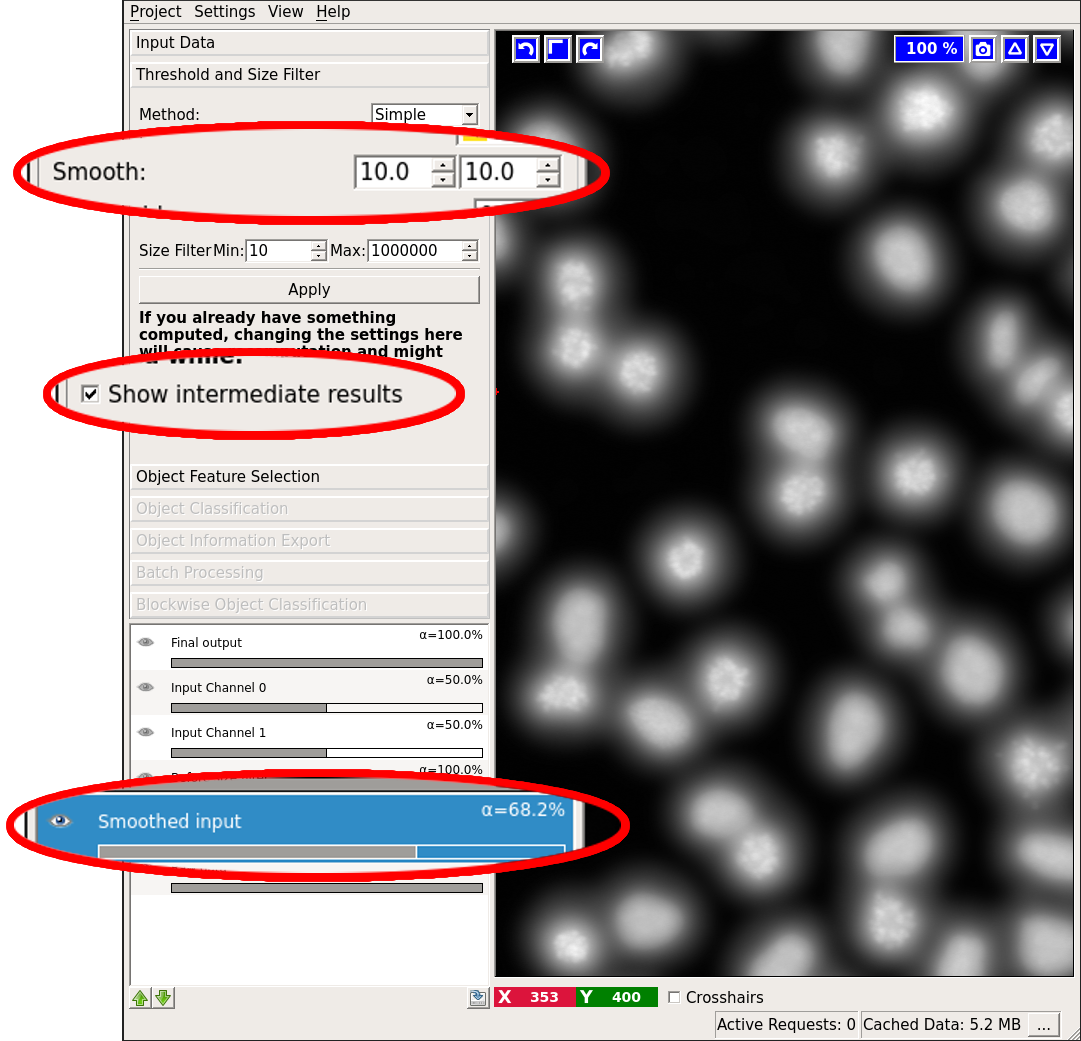 Project Settings View Help
Input Data
Threshold and Size Filter
100 %
Method: Simple
Smooth: 10.0 10.0
Size Filter Min: 10 Max: 1000000
Apply
If you already have something
computed, changing the settings here
will and might
a while.
Show intermediate results
Object Feature Selection
Object Classification
Object Information Export
Batch Processing
Blockwise Object Classification
Final output α=100.0%
Input Channel 0 α=50.0%
Input Channel 1 α=50.0%
α=100.0%
Smoothed input α=68.2%
X 353 Y 400 Crosshairs
Active Requests: 0 Cached Data: 5.2 MB ...